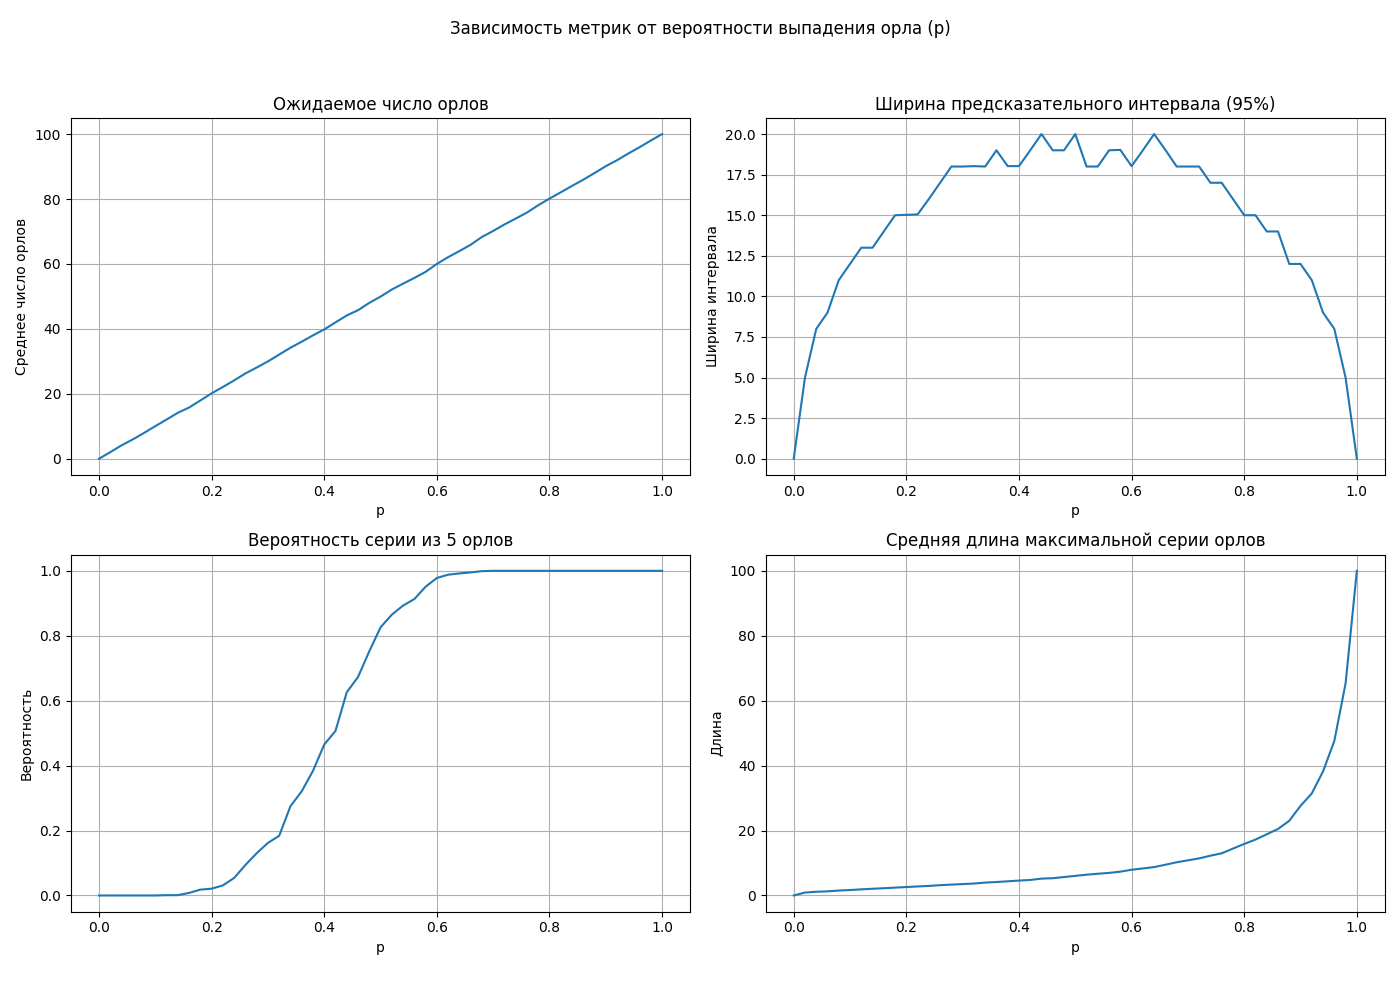 Зависимость метрик от вероятности выпадения орла (p)
Ожидаемое число орлов
Среднее число орлов
100
80
60
40
20
0
0.0 0.2 0.4 0.6 0.8 1.0
p
Ширина предсказательного интервала (95%)
Ширина интервала
20.0
17.5
15.0
12.5
10.0
7.5
5.0
2.5
0.0
0.0 0.2 0.4 0.6 0.8 1.0
p
Вероятность серии из 5 орлов
Вероятность
1.0
0.8
0.6
0.4
0.2
0.0
0.0 0.2 0.4 0.6 0.8 1.0
p
Средняя длина максимальной серии орлов
Длина
100
80
60
40
20
0
0.0 0.2 0.4 0.6 0.8 1.0
p